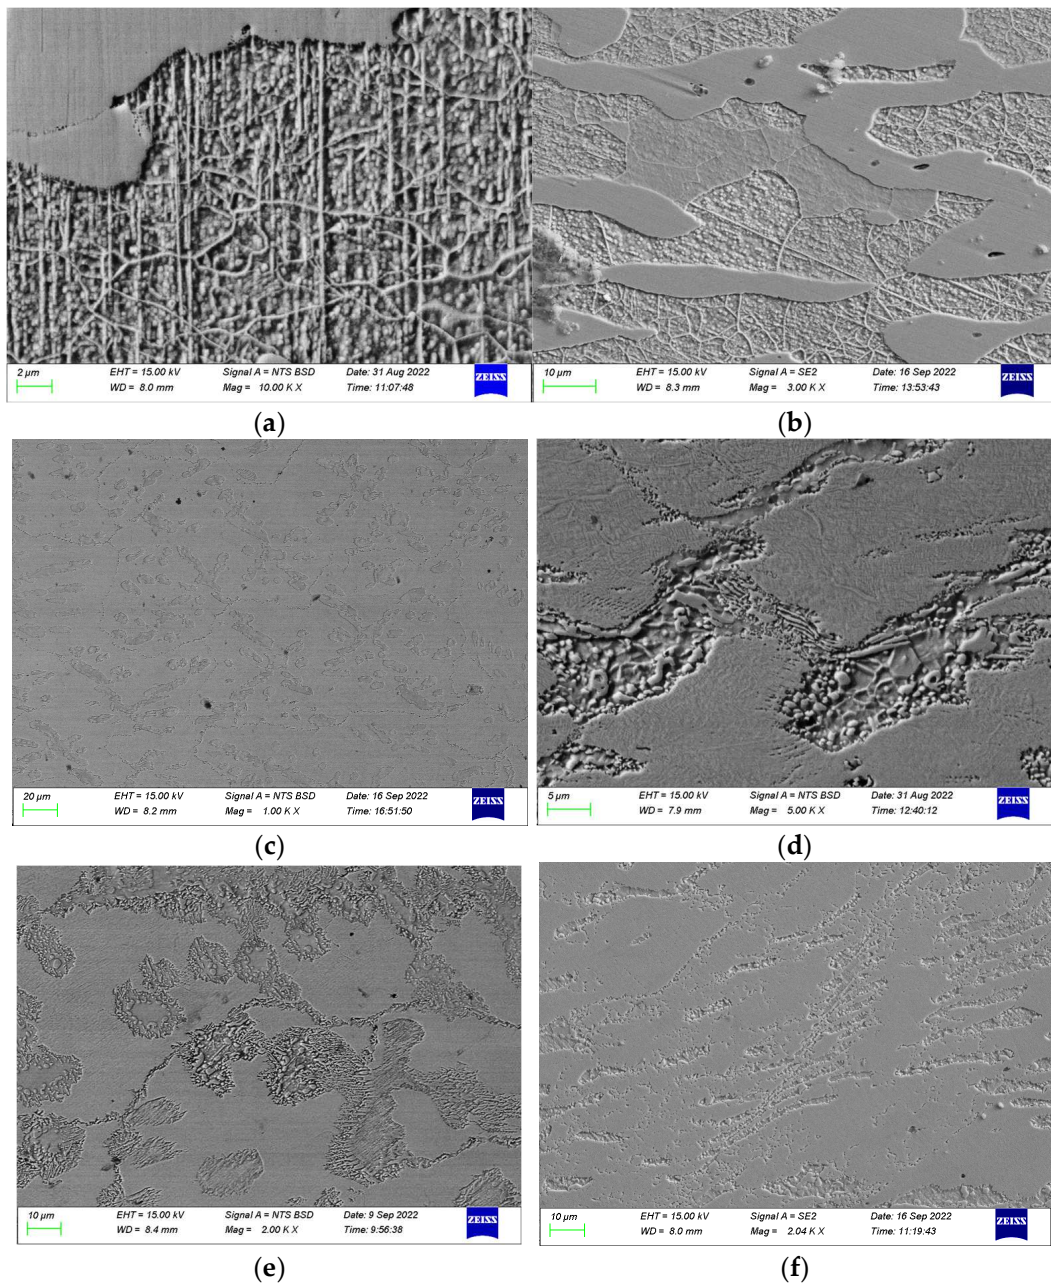 2 µm EHT = 15.00 kV Signal A = NTS BSD Date: 31 Aug 2022 ZEISS
WD = 8.0 mm Mag = 10.00 K X Time: 11:07:48
10 µm EHT = 15.00 kV Signal A = SE2 Date: 16 Sep 2022 ZEISS
WD = 8.3 mm Mag = 3.00 K X Time: 13:53:43
(a)
(b)
20 µm EHT = 15.00 kV Signal A = NTS BSD Date: 16 Sep 2022 ZEISS
WD = 8.2 mm Mag = 1.00 K X Time: 16:51:50
5 µm EHT = 15.00 kV Signal A = NTS BSD Date: 31 Aug 2022 ZEISS
WD = 7.9 mm Mag = 5.00 K X Time: 12:40:12
(c)
(d)
10 µm EHT = 15.00 kV Signal A = NTS BSD Date: 9 Sep 2022 ZEISS
WD = 8.4 mm Mag = 2.00 K X Time: 9:56:38
10 µm EHT = 15.00 kV Signal A = SE2 Date: 16 Sep 2022 ZEISS
WD = 8.0 mm Mag = 2.04 K X Time: 11:19:43
(e)
(f)